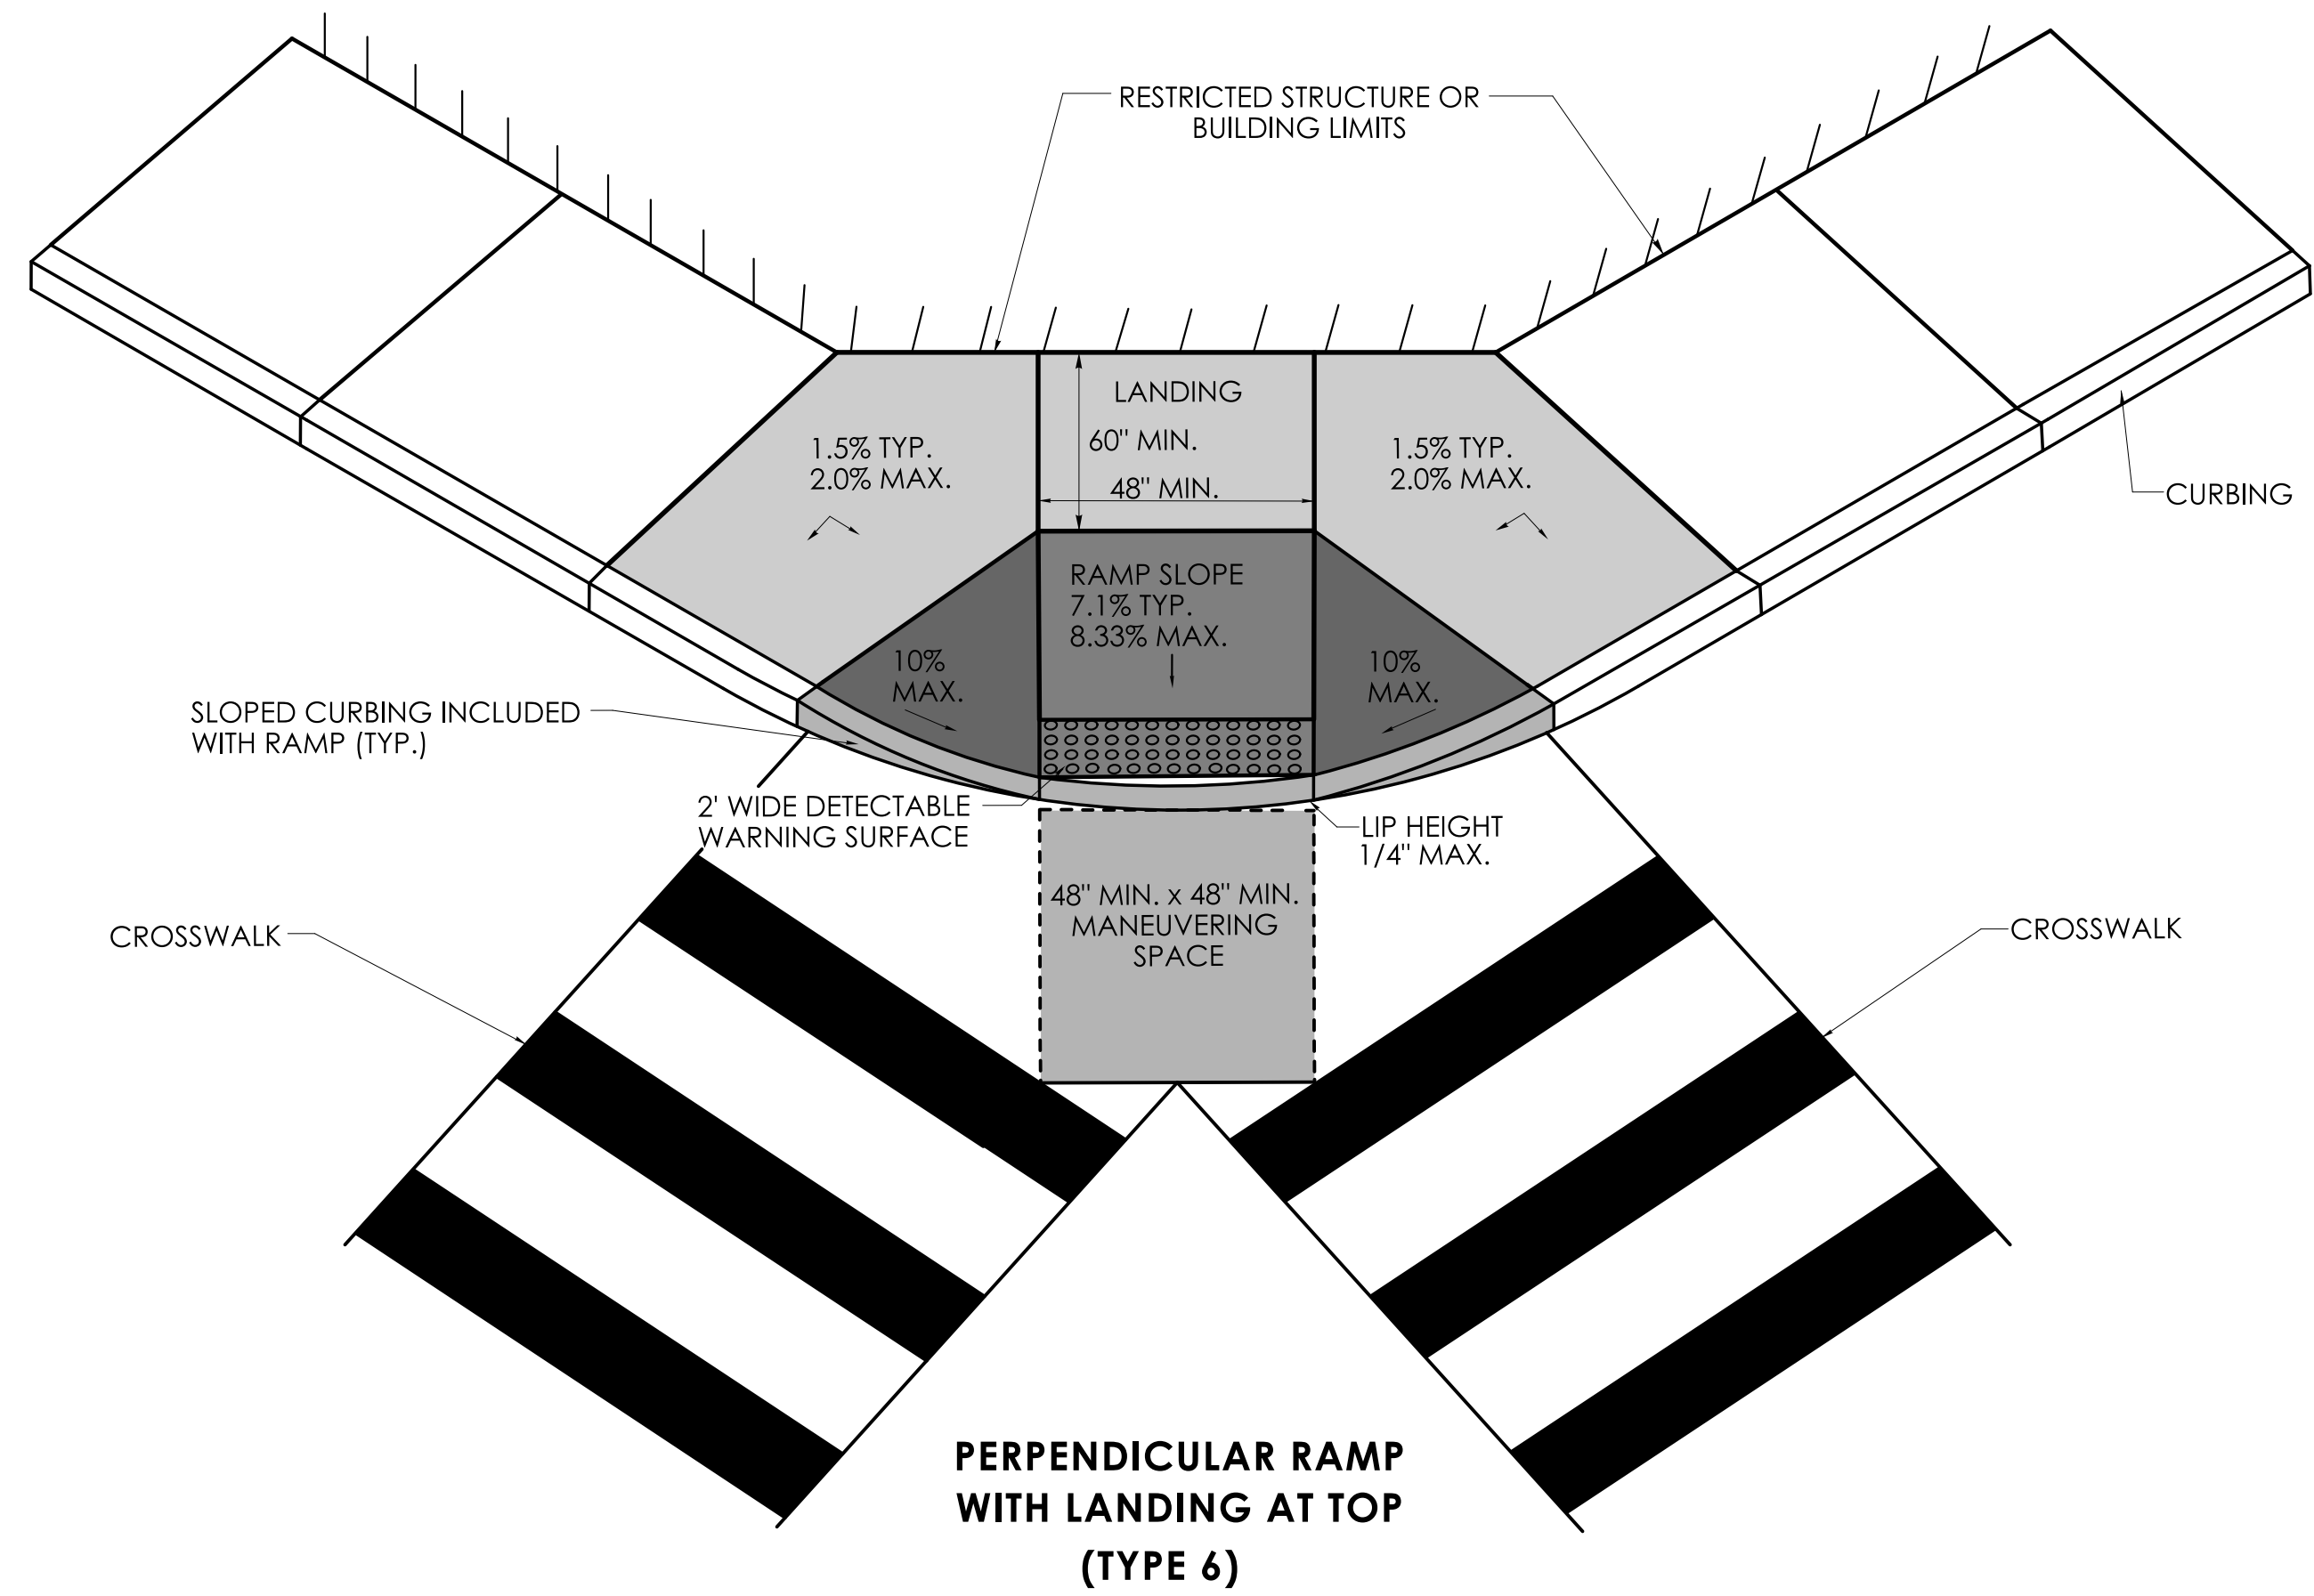 RESTRICTED STRUCTURE OR
BUILDING LIMITS
LANDING
60" MIN.
48" MIN.
1.5% TYP.
2.0% MAX.
1.5% TYP.
2.0% MAX.
CURBING
RAMP SLOPE
7.1% TYP.
8.33% MAX.
10%
MAX.
10%
MAX.
SLOPED CURBING INCLUDED
WITH RAMP (TYP.)
2' WIDE DETECTABLE
WARNING SURFACE
LIP HEIGHT
1/4" MAX.
48" MIN. x 48" MIN.
MANEUVERING
SPACE
CROSSWALK
CROSSWALK
PERPENDICULAR RAMP
WITH LANDING AT TOP
(TYPE 6)